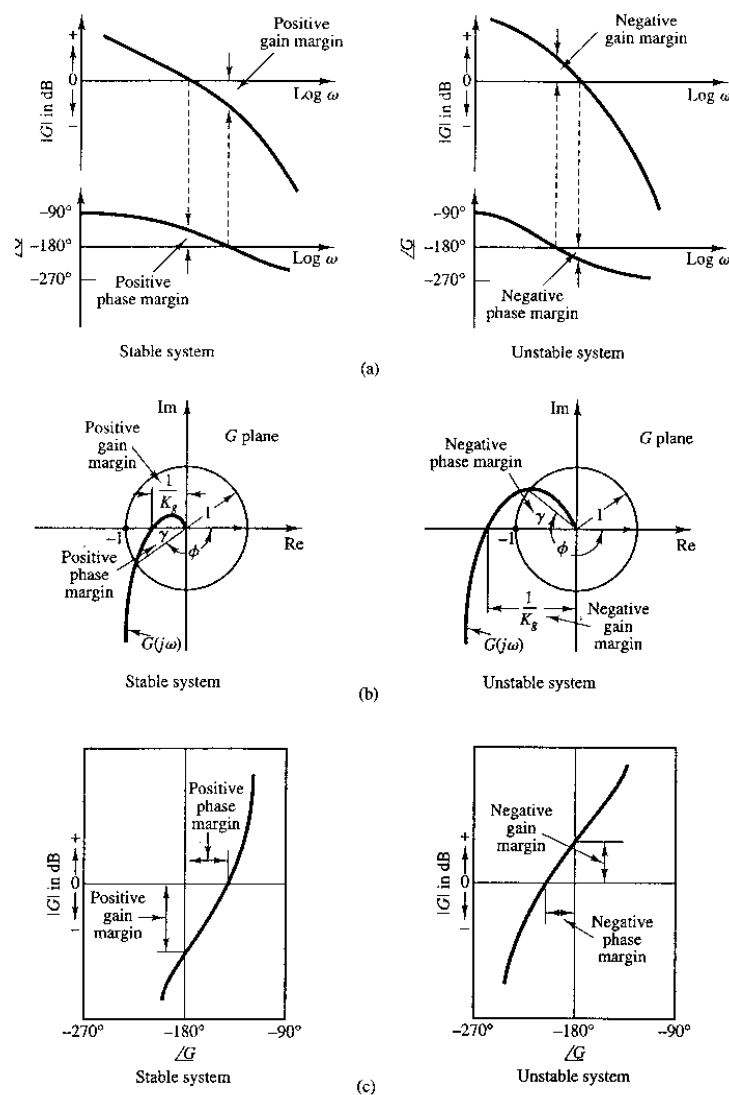 Positive
gain margin
+
0
−
|G| in dB
Log ω
−90°
−180°
−270°
Log ω
Positive
phase margin
Stable system
Negative
gain margin
+
0
−
|G| in dB
Log ω
−90°
−180°
−270°
/G
Log ω
Negative
phase margin
Unstable system
(a)
Im
G plane
Positive
gain
margin
1
Kg
−1
1
γ
ϕ
Re
Positive
phase
margin
G(jω)
Stable system
Im
G plane
Negative
phase margin
γ
1
−1
ϕ
Re
1
Kg
Negative
gain
margin
G(jω)
Unstable system
(b)
Positive
phase
margin
+
0
−
|G| in dB
Positive
gain
margin
−270°
−180°
−90°
/G
Stable system
Negative
gain
margin
+
0
−
|G| in dB
Negative
phase
margin
−270°
−180°
−90°
/G
Unstable system
(c)